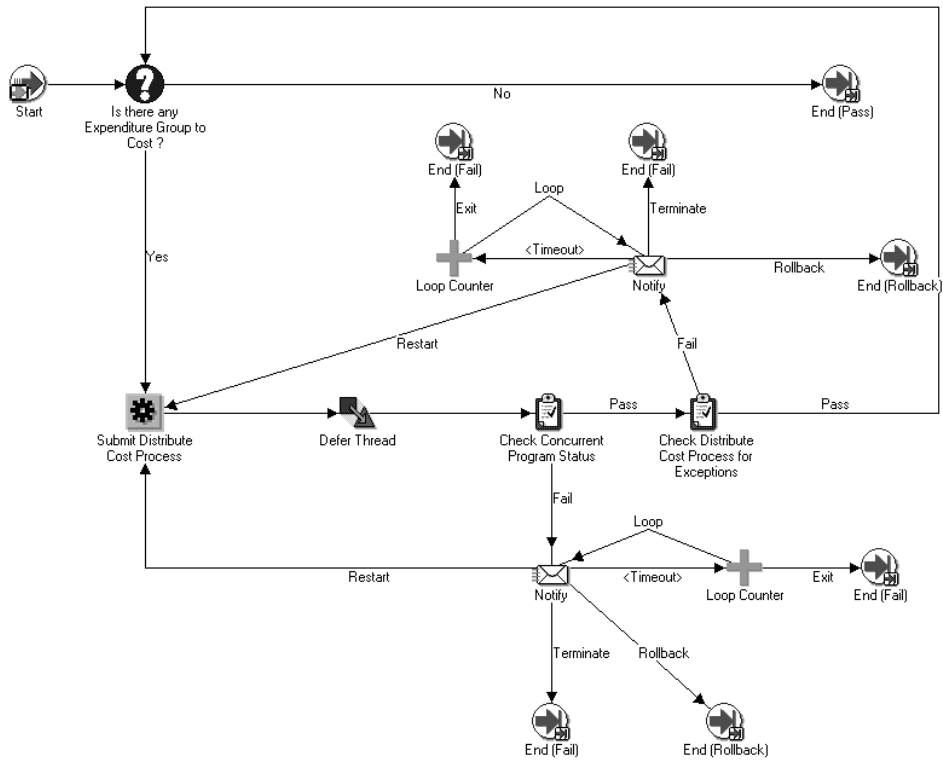 Start
Is there any
Expenditure Group to
Cost ?
No
End (Pass)
End (Fail)
End (Fail)
Exit
Loop
Terminate
Yes
<Timeout>
Loop Counter
Notify
Rollback
End (Rollback)
Restart
Fail
Submit Distribute
Cost Process
Defer Thread
Check Concurrent
Program Status
Pass
Check Distribute
Cost Process for
Exceptions
Pass
Fail
Loop
Restart
Notify
<Timeout>
Loop Counter
Exit
End (Fail)
Terminate
Rollback
End (Fail)
End (Rollback)